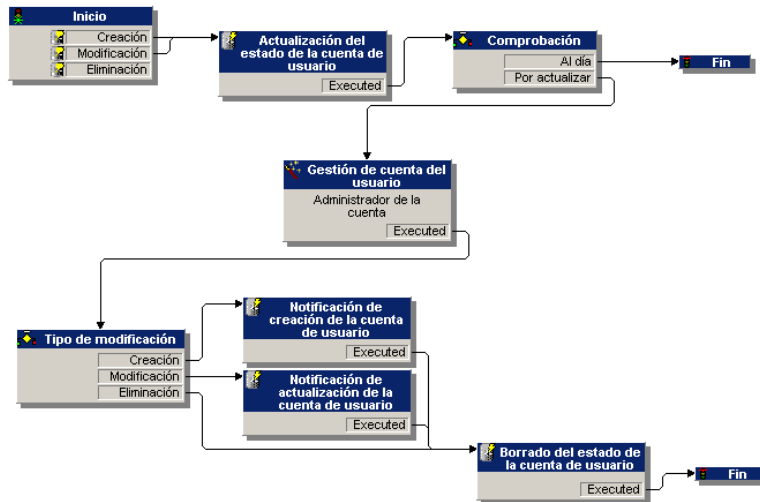 Inicio
Creación
Modificación
Eliminación
Actualización del
estado de la cuenta de
usuario
Executed
Comprobación
Al día
Por actualizar
Fin
Gestión de cuenta del
usuario
Administrador de la
cuenta
Executed
Tipo de modificación
Creación
Modificación
Eliminación
Notificación de
creación de la cuenta
de usuario
Executed
Notificación de
actualización de la
cuenta de usuario
Executed
Borrado del estado de
la cuenta de usuario
Executed
Fin